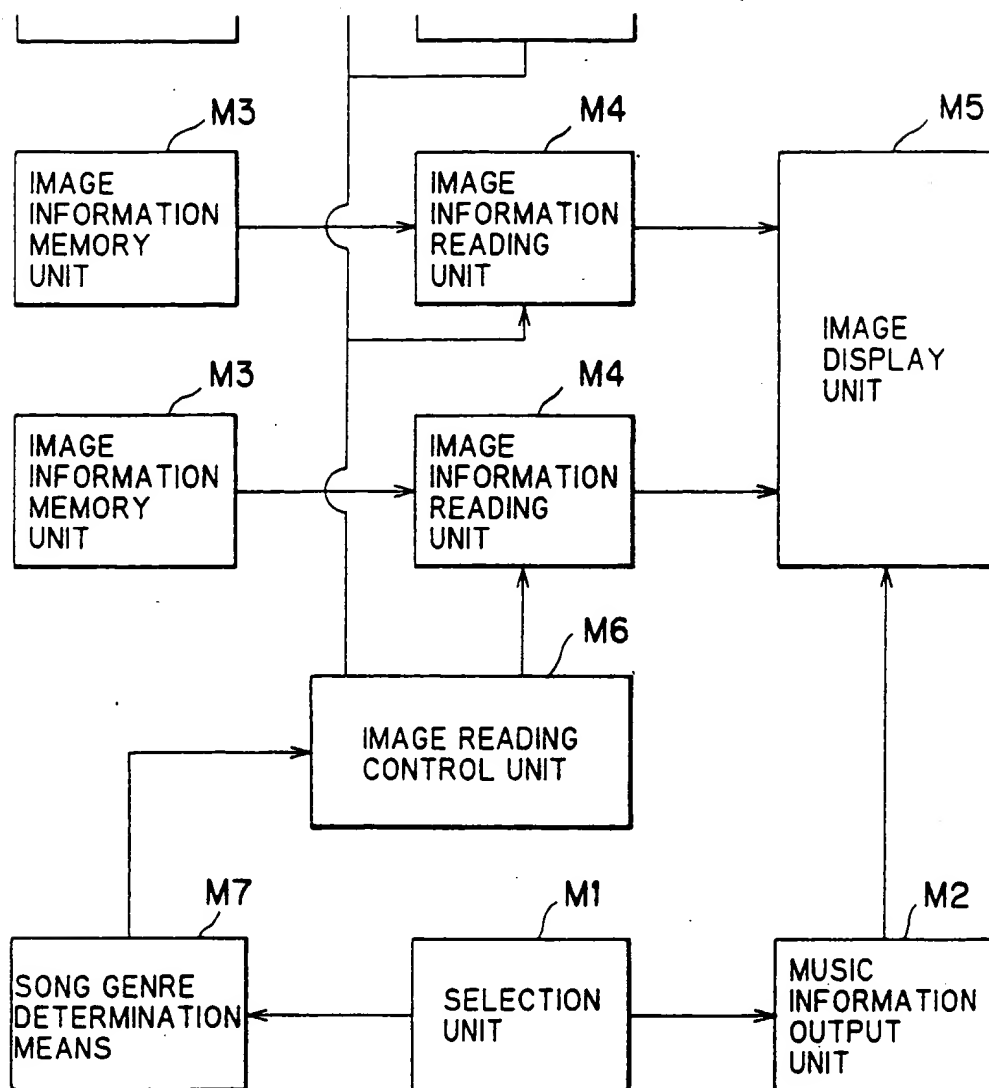 M3
M4
M5
IMAGE
INFORMATION
MEMORY
UNIT
IMAGE
INFORMATION
READING
UNIT
IMAGE
DISPLAY
UNIT
M3
M4
IMAGE
INFORMATION
MEMORY
UNIT
IMAGE
INFORMATION
READING
UNIT
M6
IMAGE READING
CONTROL UNIT
M7
M1
M2
SONG GENRE
DETERMINATION
MEANS
SELECTION
UNIT
MUSIC
INFORMATION
OUTPUT
UNIT